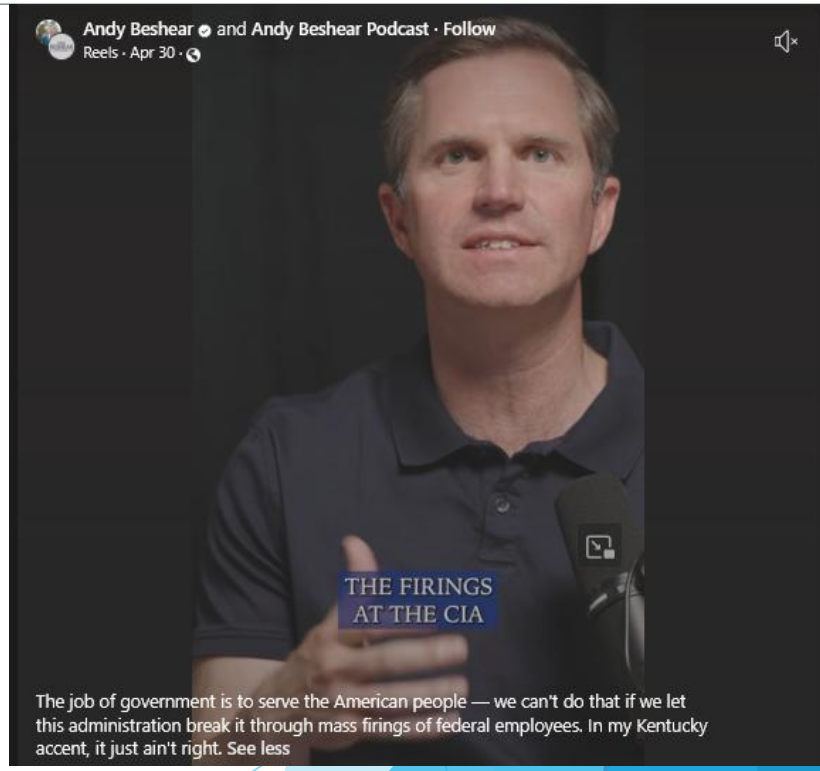 Andy Beshear and Andy Beshear Podcast · Follow
Reels · Apr 30 ·
THE FIRINGS
AT THE CIA
The job of government is to serve the American people — we can't do that if we let
this administration break it through mass firings of federal employees. In my Kentucky
accent, it just ain't right. See less